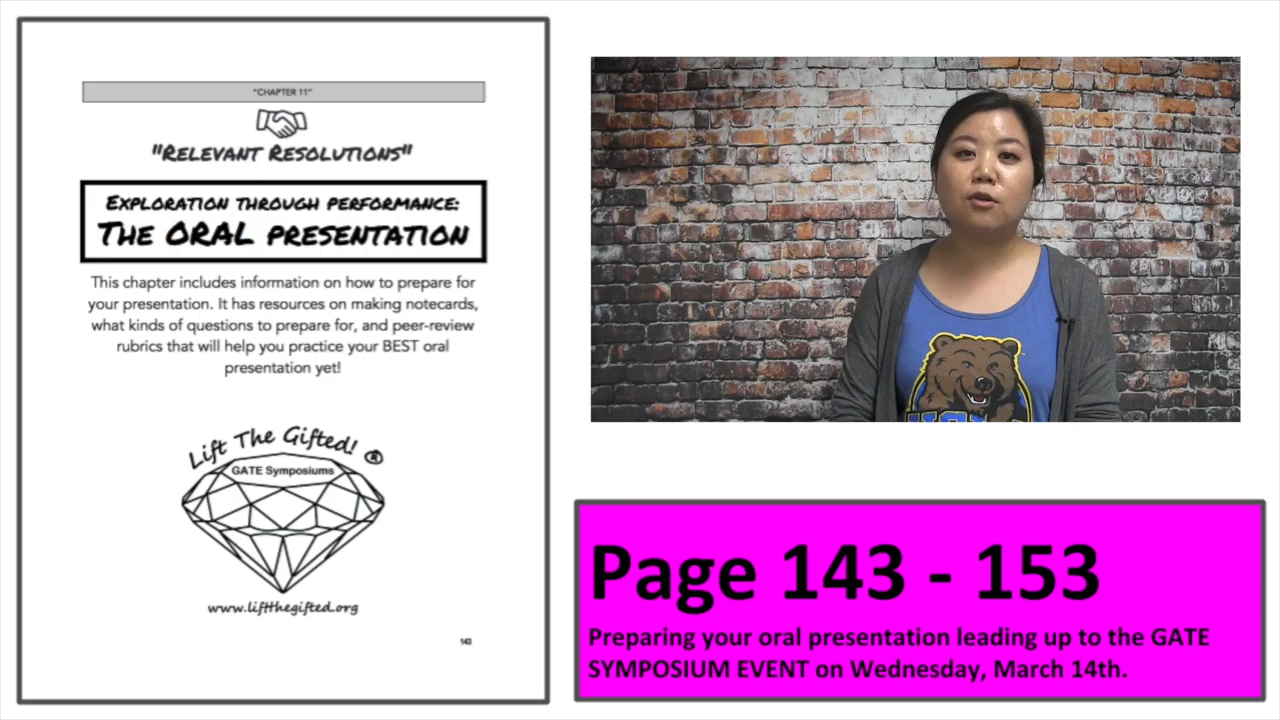 "CHAPTER 11"
"RELEVANT RESOLUTIONS"
EXPLORATION THROUGH PERFORMANCE:
THE ORAL PRESENTATION
This chapter includes information on how to prepare for
your presentation. It has resources on making notecards,
what kinds of questions to prepare for, and peer-review
rubrics that will help you practice your BEST oral
presentation yet!
Lift The Gifted! ®
GATE Symposiums
www.liftthegifted.org
143
Page 143 - 153
Preparing your oral presentation leading up to the GATE
SYMPOSIUM EVENT on Wednesday, March 14th.